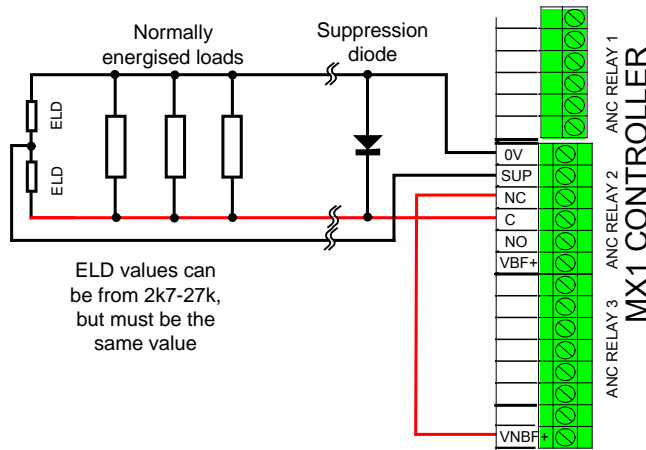 Normally
energised loads
Suppression
diode
ELD
ELD
ELD values can
be from 2k7-27k,
but must be the
same value
0V
SUP
NC
C
NO
VBF+
VNBF+
ANC RELAY 1
ANC RELAY 2
ANC RELAY 3
MX1 CONTROLLER